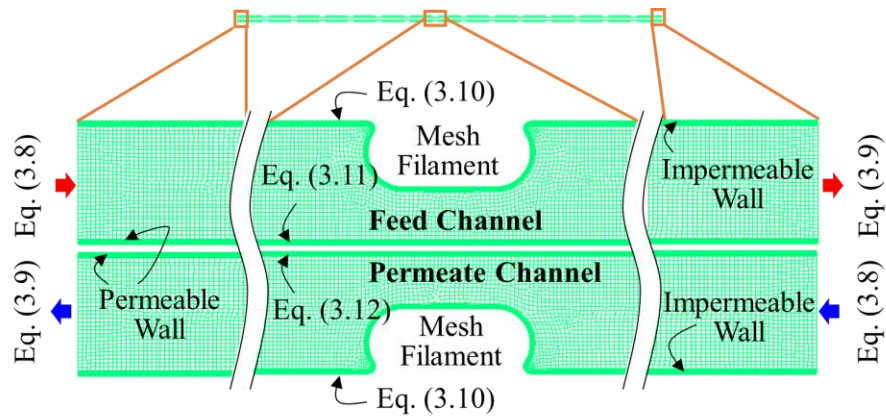 Eq. (3.10)
Mesh
Filament
Eq. (3.8)
Eq. (3.11)
Impermeable
Wall
Eq. (3.9)
Feed Channel
Permeate Channel
Eq. (3.9)
Permeable
Wall
Eq. (3.12)
Mesh
Filament
Impermeable
Wall
Eq. (3.8)
Eq. (3.10)